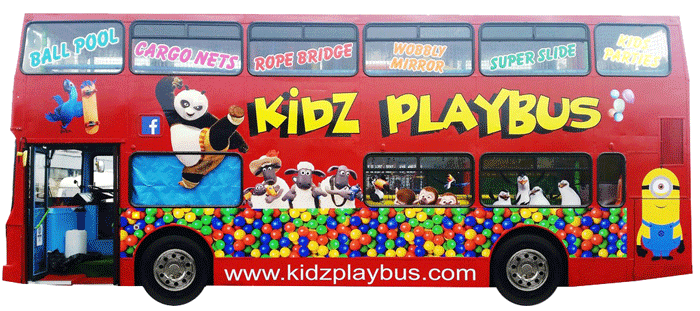 BALL POOL
CARGO NETS
ROPE BRIDGE
WOBBLY
MIRROR
SUPER SLIDE
KIDZ
PARTIES
KiDZ PLAYBUS
f
www.kidzplaybus.com